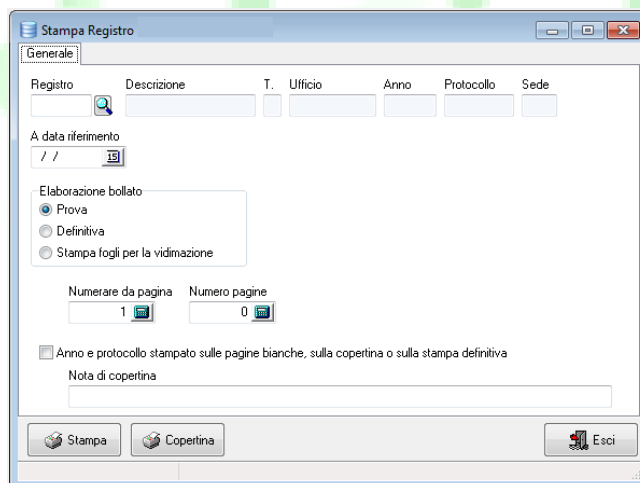 Stampa Registro
Generale
Registro Descrizione T. Ufficio Anno Protocollo Sede
A data riferimento
/ / 15
Elaborazione bollato
Prova
Definitiva
Stampa fogli per la vidimazione
Numerare da pagina Numero pagine
1 0
Anno e protocollo stampato sulle pagine bianche, sulla copertina o sulla stampa definitiva
Nota di copertina
Stampa Copertina Esci